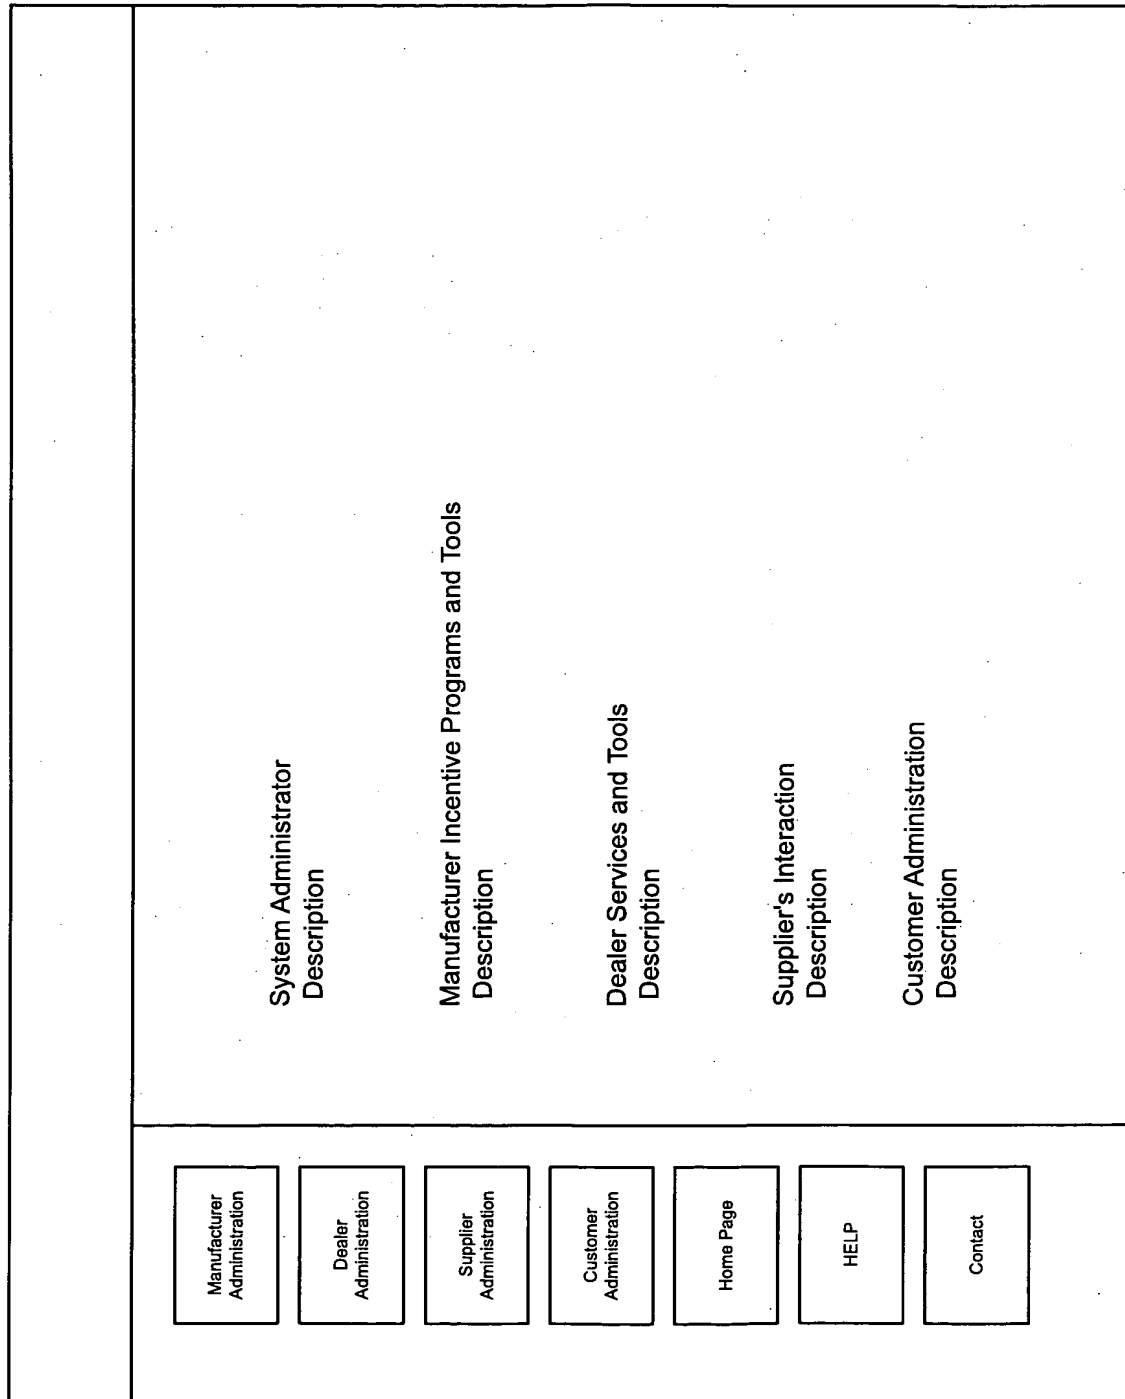 Manufacturer
Administration
Dealer
Administration
Supplier
Administration
Customer
Administration
Home Page
HELP
Contact
System Administrator
Description
Manufacturer Incentive Programs and Tools
Description
Dealer Services and Tools
Description
Supplier's Interaction
Description
Customer Administration
Description